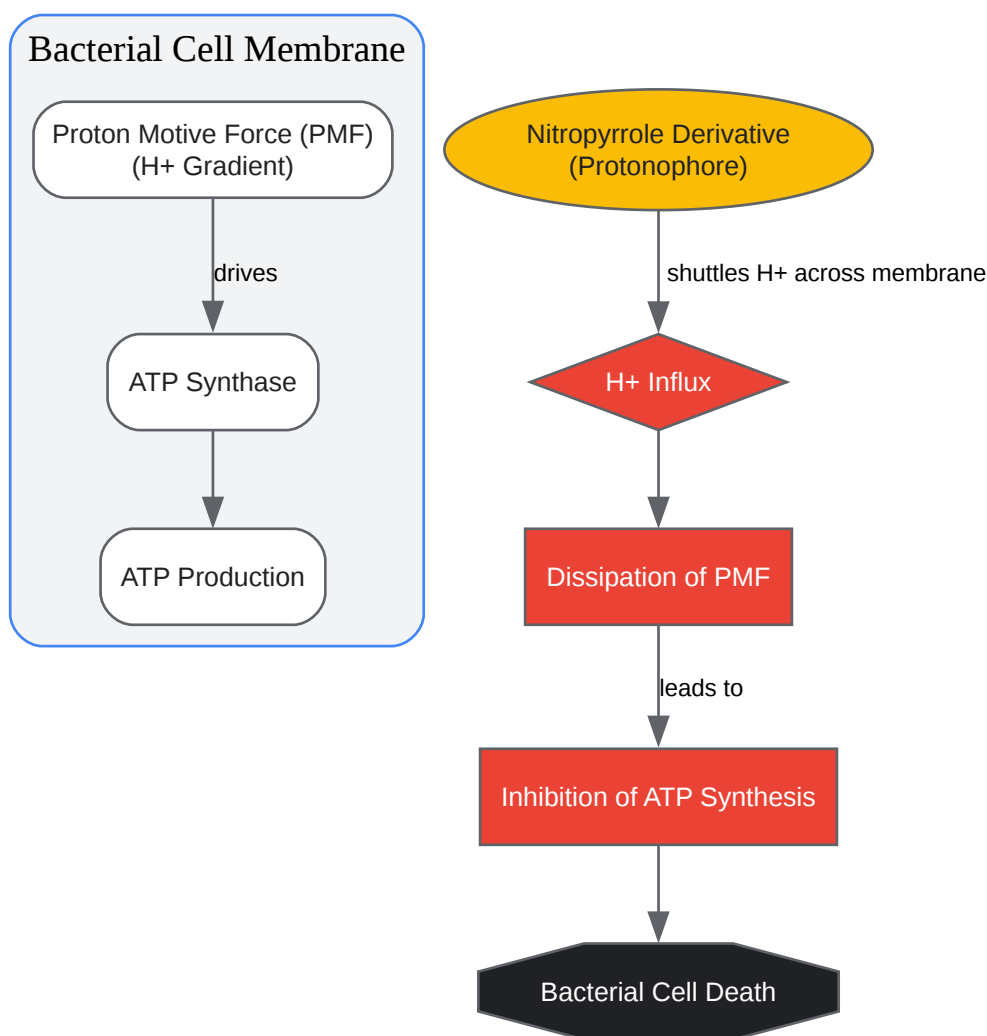 Bacterial Cell Membrane
Proton Motive Force (PMF)
(H+ Gradient)
drives
ATP Synthase
ATP Production
Nitropyrrole Derivative
(Protonophore)
shuttles H+ across membrane
H+ Influx
Dissipation of PMF
leads to
Inhibition of ATP Synthesis
Bacterial Cell Death